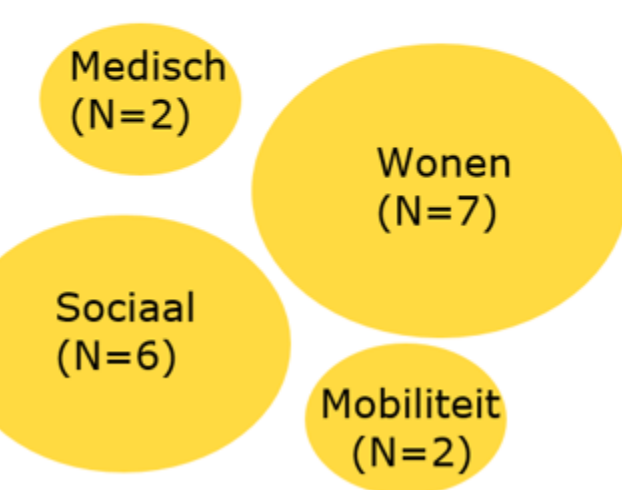 Medisch
(N=2)
Wonen
(N=7)
Sociaal
(N=6)
Mobiliteit
(N=2)